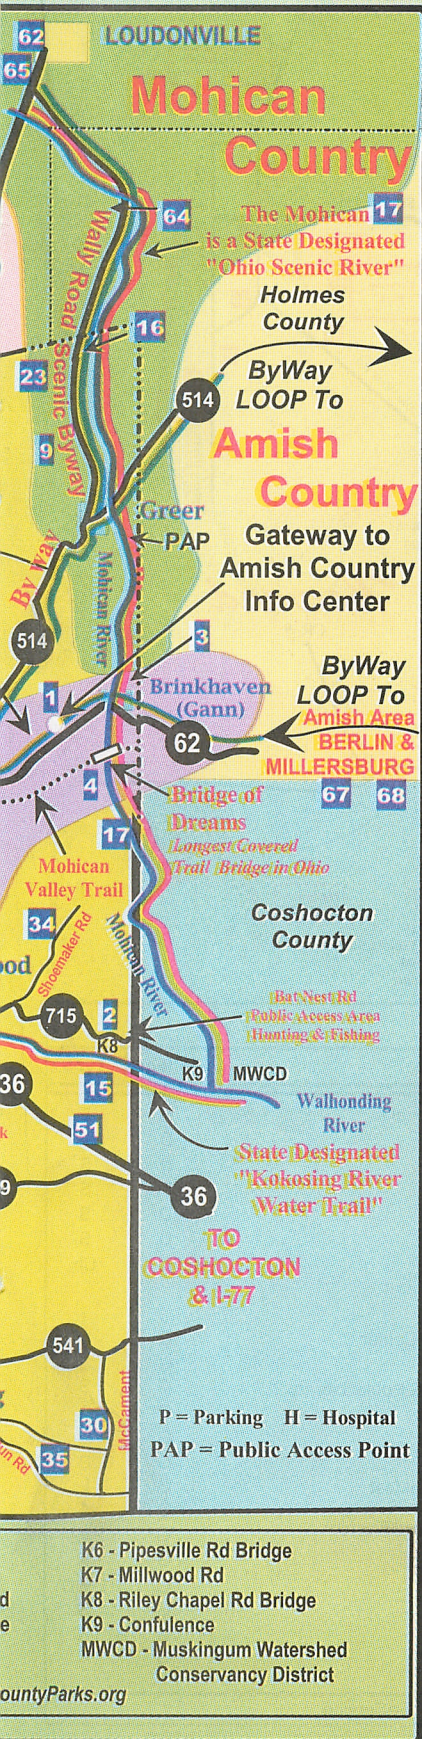 62
LOUDONVILLE
65
Mohican
Country
64
The Mohican 17
is a State Designated
"Ohio Scenic River"
Wally Road Scenic Byway
Holmes
County
16
23
ByWay
LOOP To
514
9
Amish
Country
Greer
PAP
By Way
Mohican River
Gateway to
Amish Country
Info Center
514
3
ByWay
LOOP To
1
Brinkhaven
(Gann)
Amish Area
BERLIN &
MILLERSBURG
62
4
67 68
Bridge of
Dreams
Longest Covered
Trail Bridge in Ohio
17
Mohican
Valley Trail
34
Shoemaker Rd
Mohican River
Coshocton
County
ood
Bat Nest Rd
Public Access Area
Hunting & Fishing
715
2
K8
K9
MWCD
36
15
Walhonding
River
51
k
State Designated
"Kokosing River
Water Trail"
9
36
TO
COSHOCTON
& I-77
541
McCament
30
P = Parking H = Hospital
35
un Rd
PAP = Public Access Point
K6 - Pipesville Rd Bridge
K7 - Millwood Rd
d
K8 - Riley Chapel Rd Bridge
e
K9 - Confulence
MWCD - Muskingum Watershed
Conservancy District
ountyParks.org